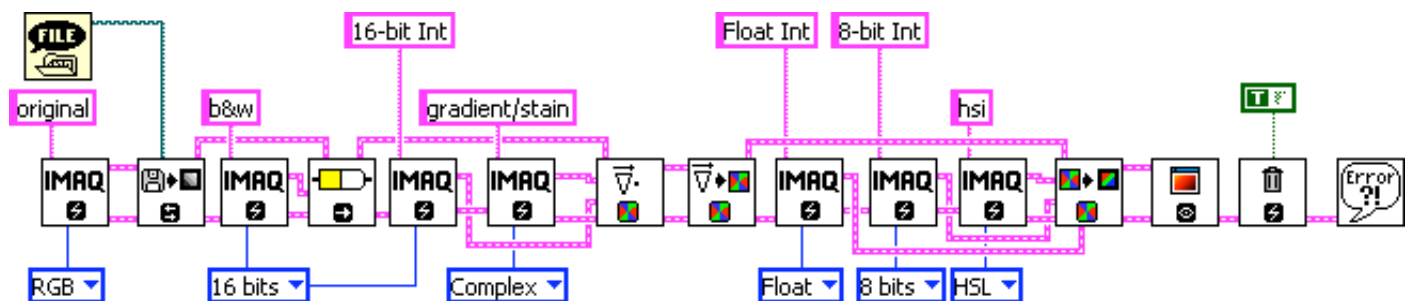 FILE
16-bit Int
Float Int
8-bit Int
original
b&w
gradient/stain
hsi
T F
IMAQ
IMAQ
IMAQ
IMAQ
IMAQ
IMAQ
IMAQ
Error
?!
RGB
16 bits
Complex
Float
8 bits
HSL